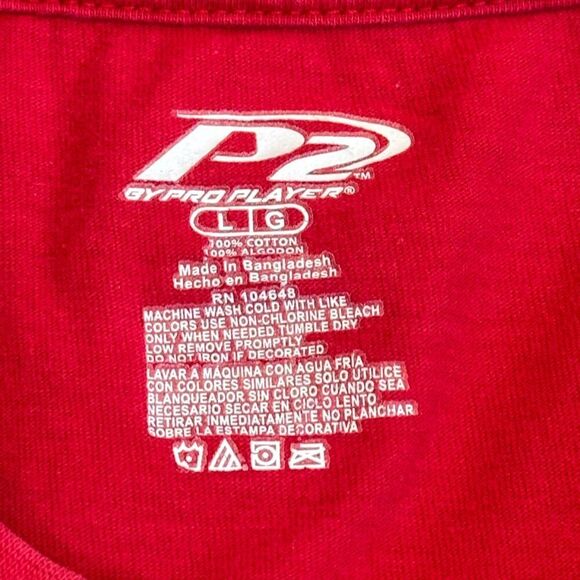 P2™
BY PRO PLAYER®
L G
100% COTTON
100% ALGODON
Made In Bangladesh
Hecho en Bangladesh
RN 104648
MACHINE WASH COLD WITH LIKE
COLORS USE NON-CHLORINE BLEACH
ONLY WHEN NEEDED TUMBLE DRY
LOW REMOVE PROMPTLY
DO NOT IRON IF DECORATED
LAVAR A MÁQUINA CON AGUA FRÍA
CON COLORES SIMILARES SOLO UTILICE
BLANQUEADOR SIN CLORO CUANDO SEA
NECESARIO SECAR EN CICLO LENTO
RETIRAR INMEDIATAMENTE NO PLANCHAR
SOBRE LA ESTAMPA DECORATIVA